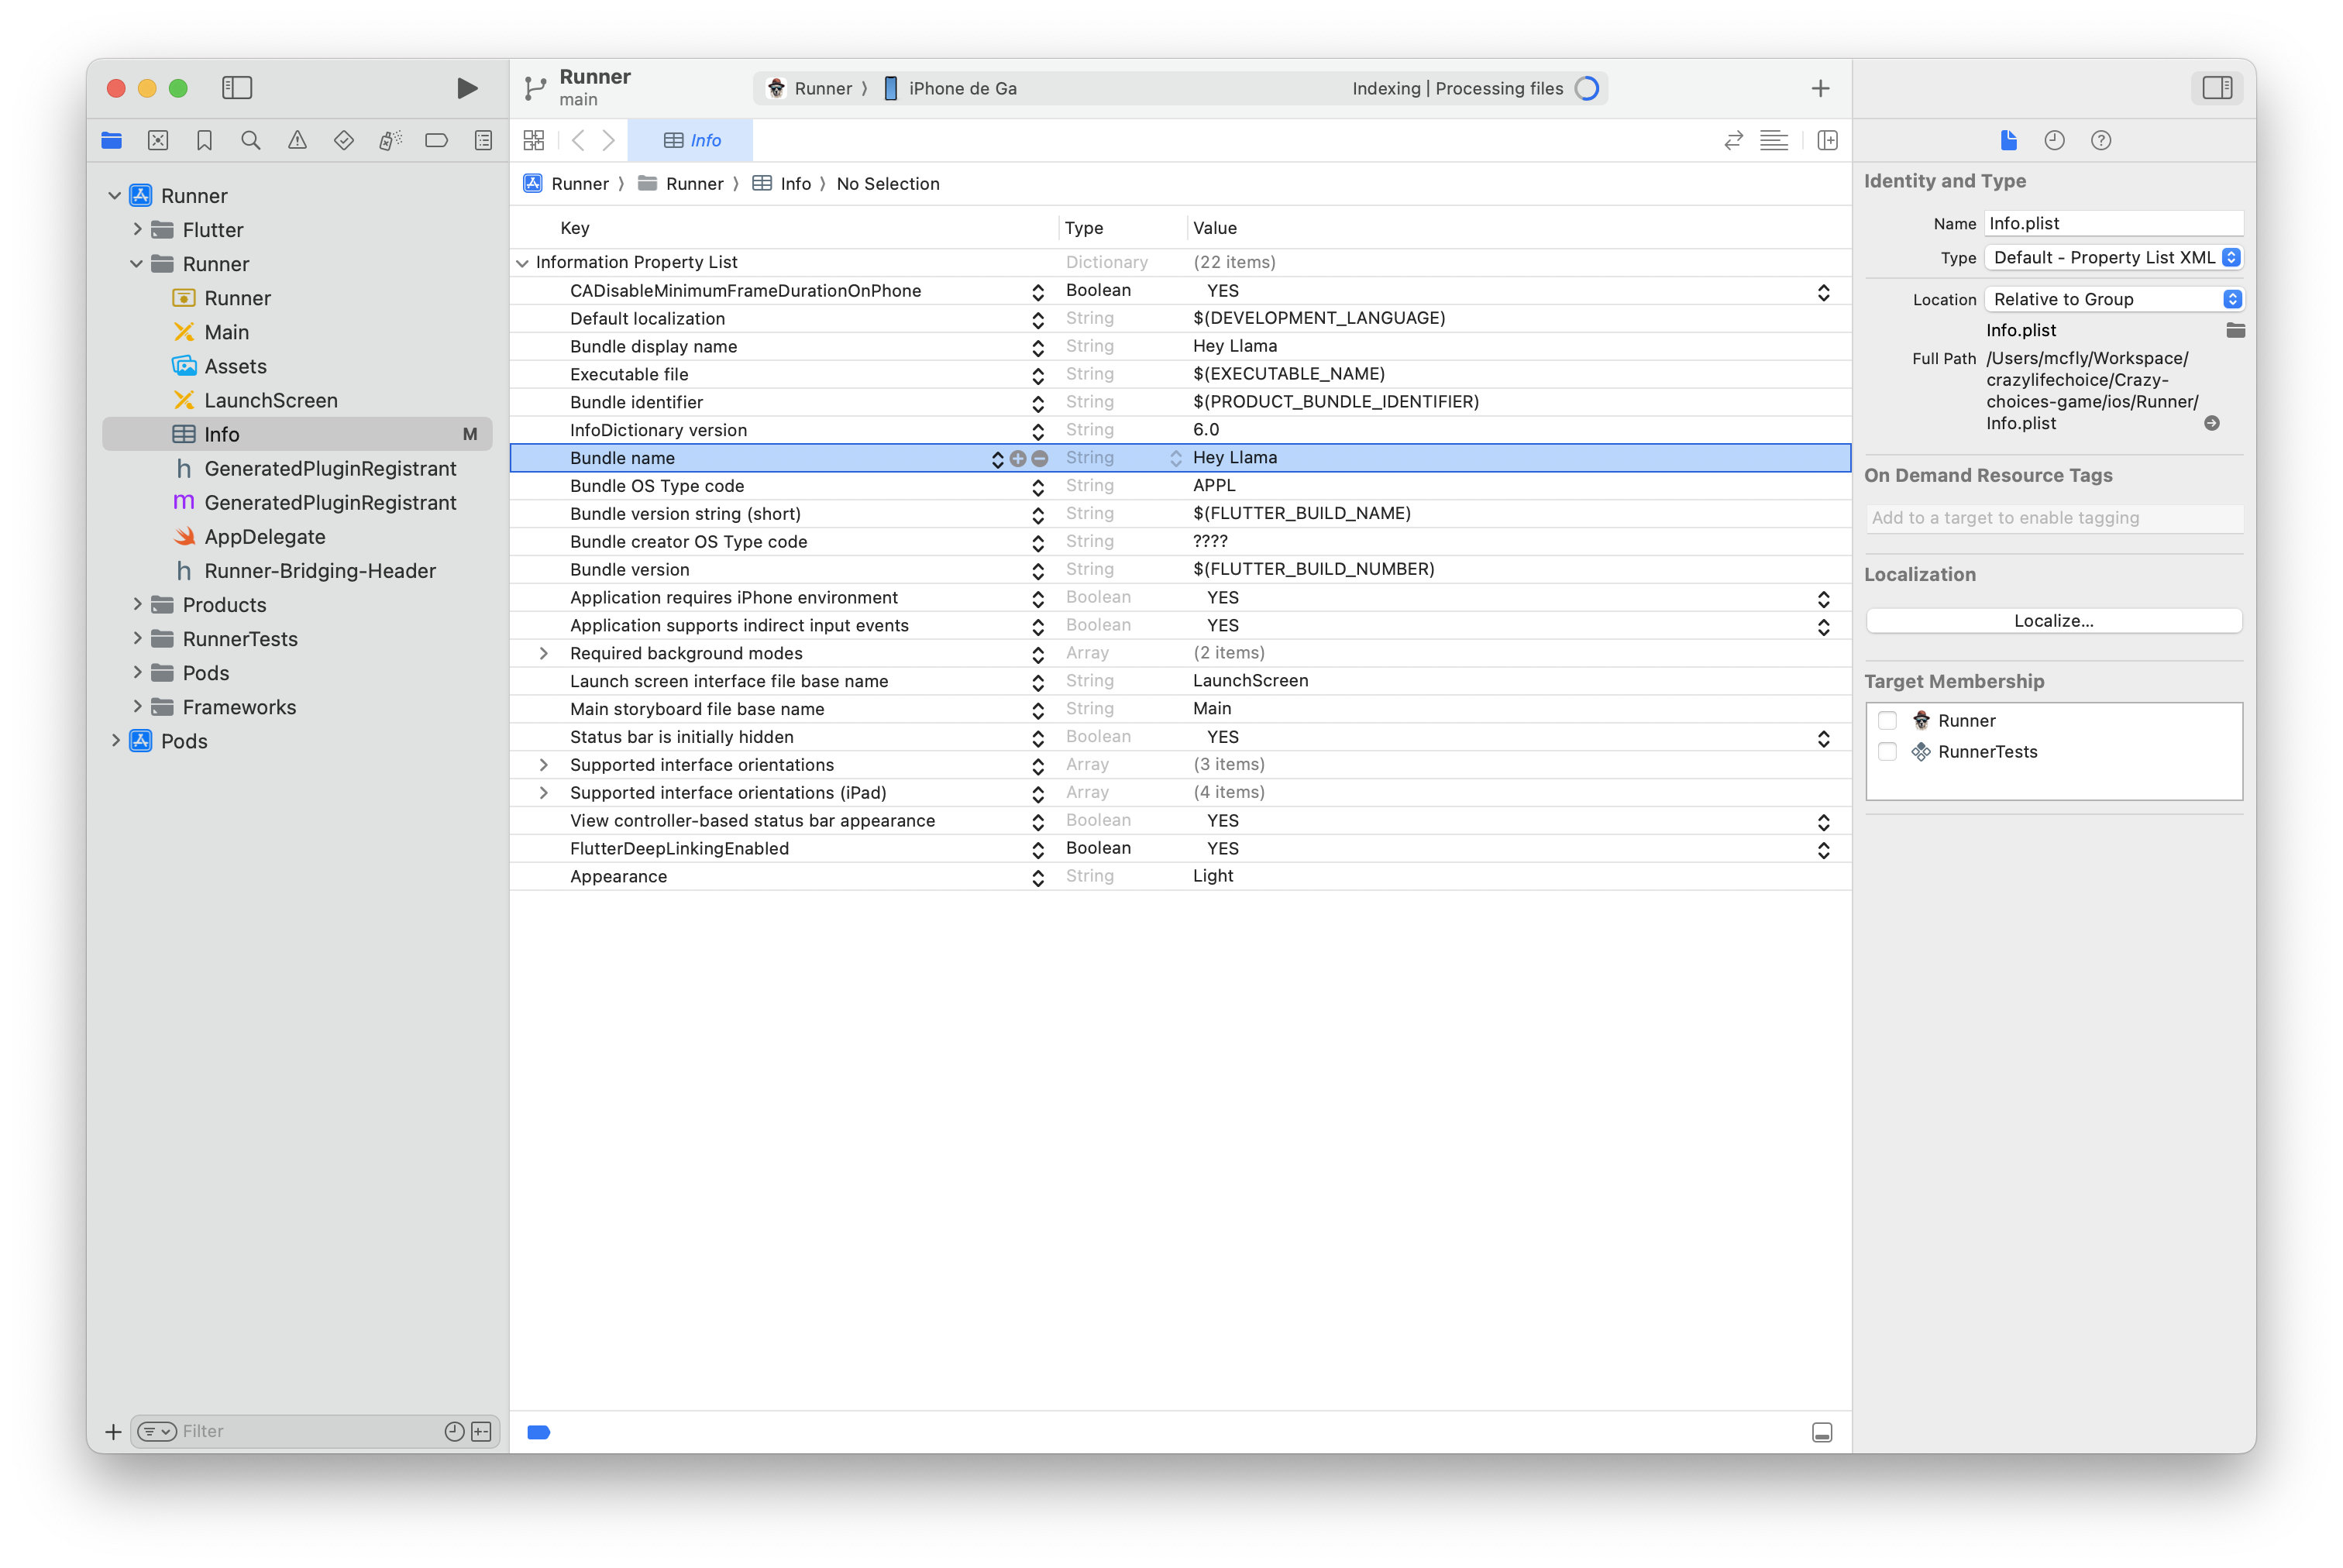 Runner
main
Runner
iPhone de Ga
Indexing | Processing files
Info
Runner
Runner
Info
No Selection
Runner
Flutter
Runner
Runner
Main
Assets
LaunchScreen
Info M
h GeneratedPluginRegistrant
m GeneratedPluginRegistrant
AppDelegate
h Runner-Bridging-Header
Products
RunnerTests
Pods
Frameworks
Pods
Filter
Key Type Value
Information Property List Dictionary (22 items)
CADisableMinimumFrameDurationOnPhone Boolean YES
Default localization String $(DEVELOPMENT_LANGUAGE)
Bundle display name String Hey Llama
Executable file String $(EXECUTABLE_NAME)
Bundle identifier String $(PRODUCT_BUNDLE_IDENTIFIER)
InfoDictionary version String 6.0
Bundle name String Hey Llama
Bundle OS Type code String APPL
Bundle version string (short) String $(FLUTTER_BUILD_NAME)
Bundle creator OS Type code String ????
Bundle version String $(FLUTTER_BUILD_NUMBER)
Application requires iPhone environment Boolean YES
Application supports indirect input events Boolean YES
Required background modes Array (2 items)
Launch screen interface file base name String LaunchScreen
Main storyboard file base name String Main
Status bar is initially hidden Boolean YES
Supported interface orientations Array (3 items)
Supported interface orientations (iPad) Array (4 items)
View controller-based status bar appearance Boolean YES
FlutterDeepLinkingEnabled Boolean YES
Appearance String Light
Identity and Type
Name Info.plist
Type Default - Property List XML
Location Relative to Group
Info.plist
Full Path /Users/mcfly/Workspace/
crazylifechoice/Crazy-
choices-game/ios/Runner/
Info.plist
On Demand Resource Tags
Add to a target to enable tagging
Localization
Localize...
Target Membership
Runner
RunnerTests